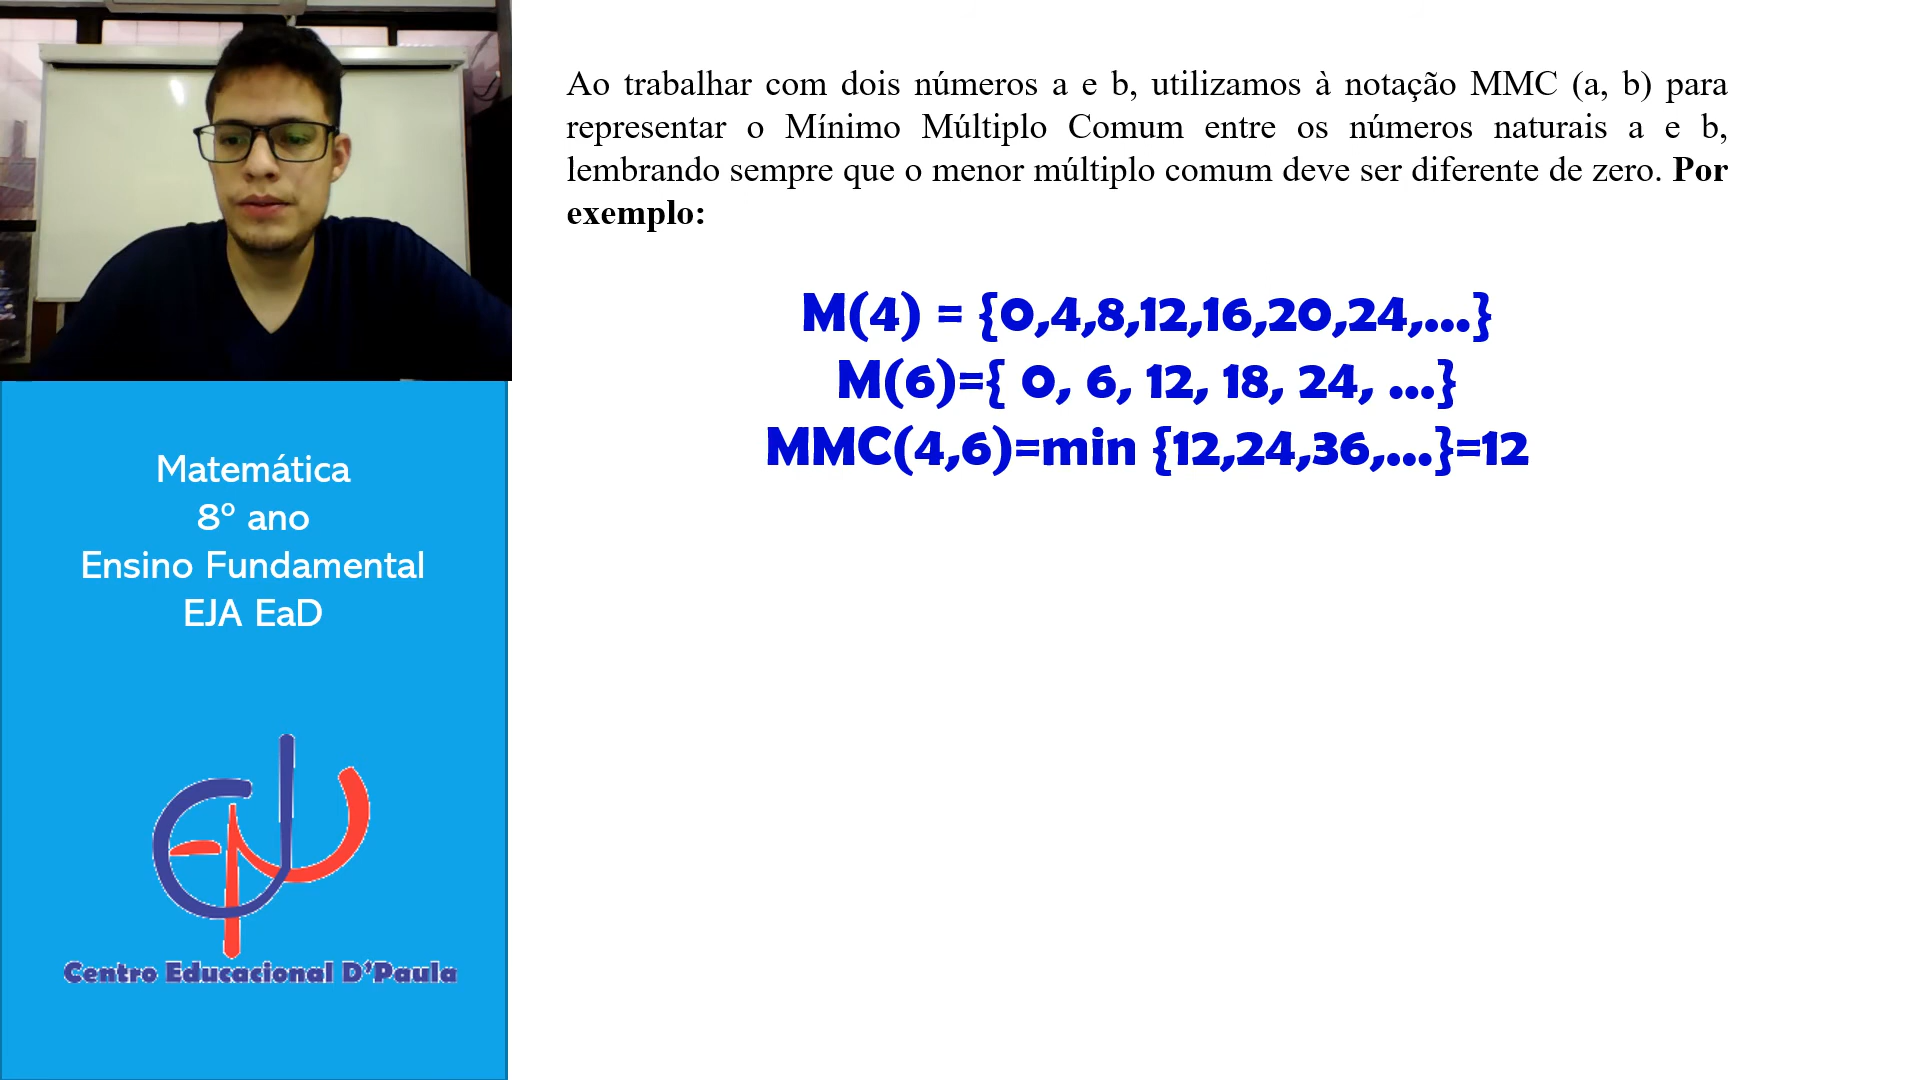 Ao trabalhar com dois números a e b, utilizamos à notação MMC (a, b) para
representar o Mínimo Múltiplo Comum entre os números naturais a e b,
lembrando sempre que o menor múltiplo comum deve ser diferente de zero. Por
exemplo:
M(4) = {0,4,8,12,16,20,24,...}
M(6)={ 0, 6, 12, 18, 24, ...}
MMC(4,6)=min {12,24,36,...}=12
Matemática
8º ano
Ensino Fundamental
EJA EaD
Centro Educacional D'Paula